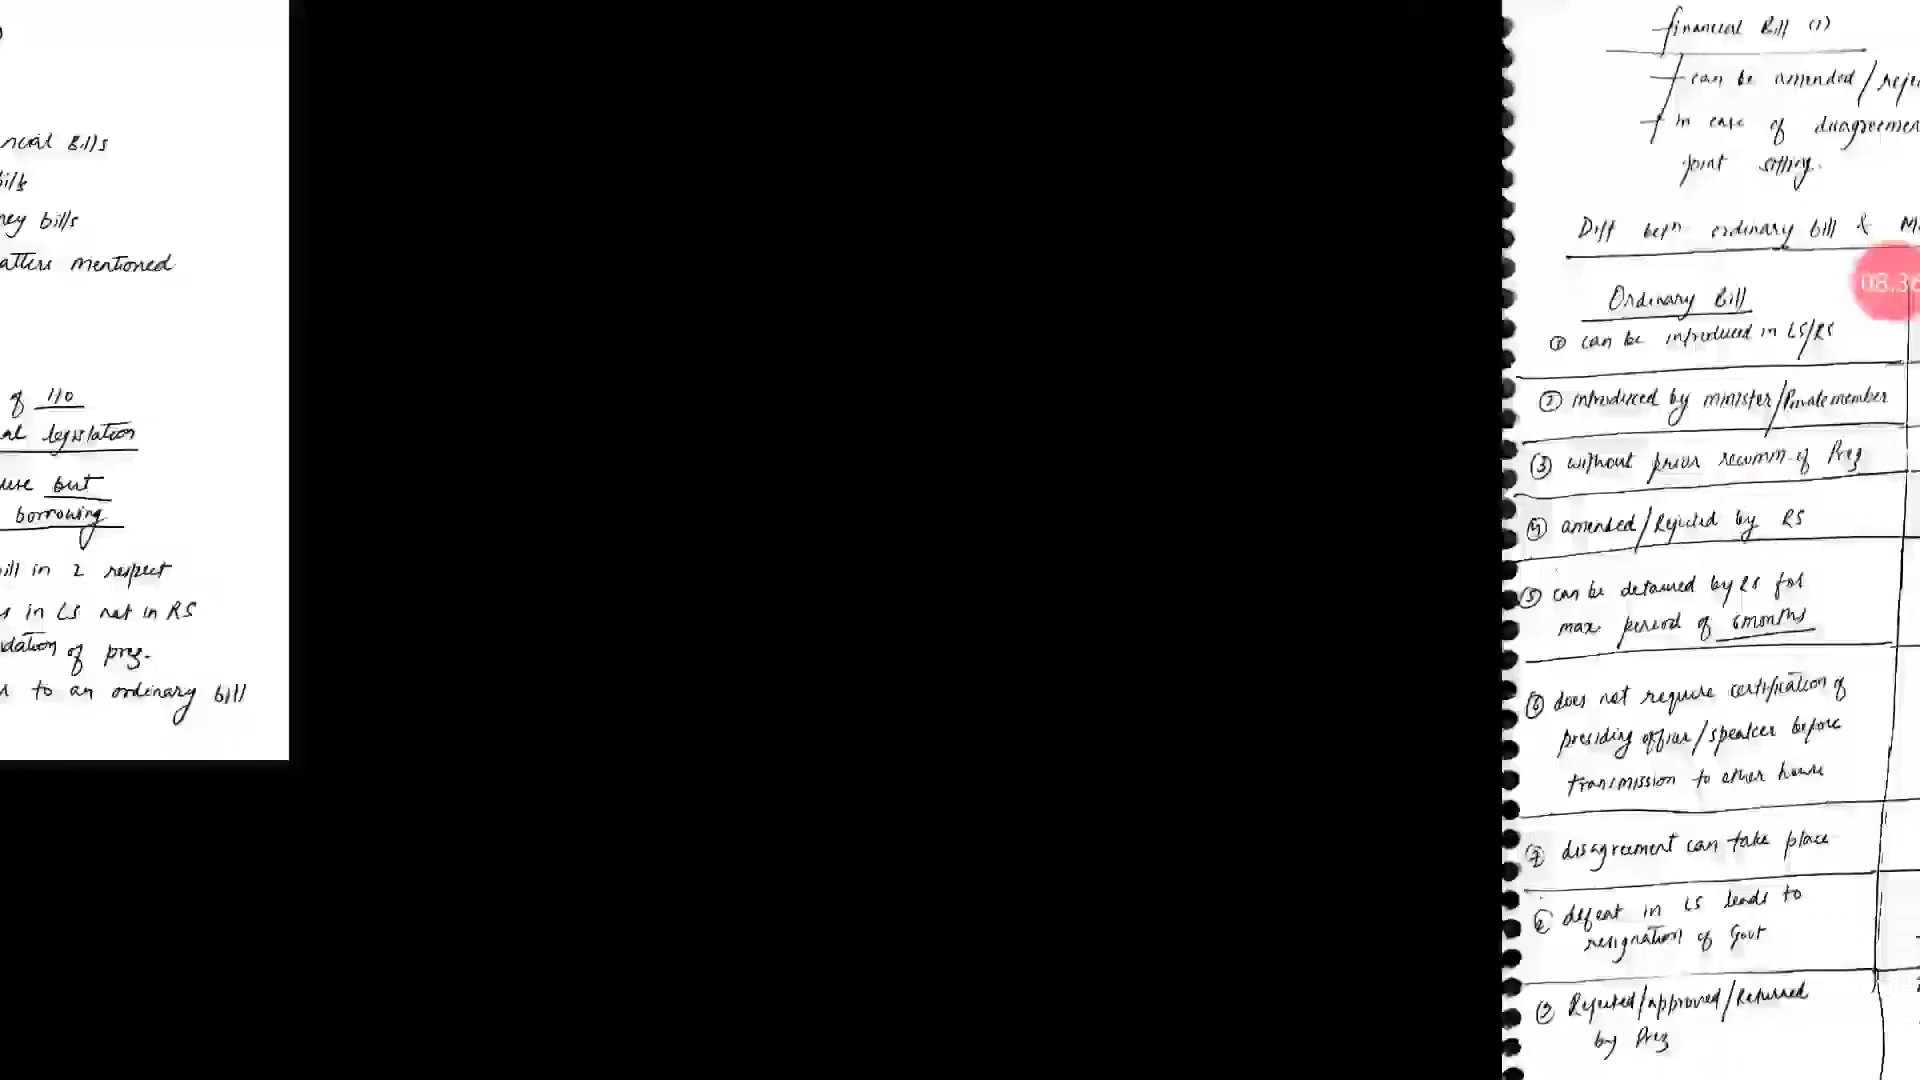 ncial Bills
bills
ney bills
atters mentioned
of 110
al legislation
use but
borrowing
ill in 2 respect
s in LS not in RS
dation of prez.
r to an ordinary bill
financial Bill (1)
can be amended/reje
in case of disagreemen
joint sitting.
Diff betn ordinary bill & M
Ordinary Bill
① can be introduced in LS/RS
② introduced by minister/Private member
③ without prior recomm. of Prez
④ amended/Rejected by RS
⑤ can be detained by RS for
max period of 6months
⑥ does not require certification of
presiding officer/speaker before
transmission to other house
⑦ disagreement can take place
⑧ defeat in LS leads to
resignation of Govt
⑨ Rejected/approved/Returned
by Prez
03:36